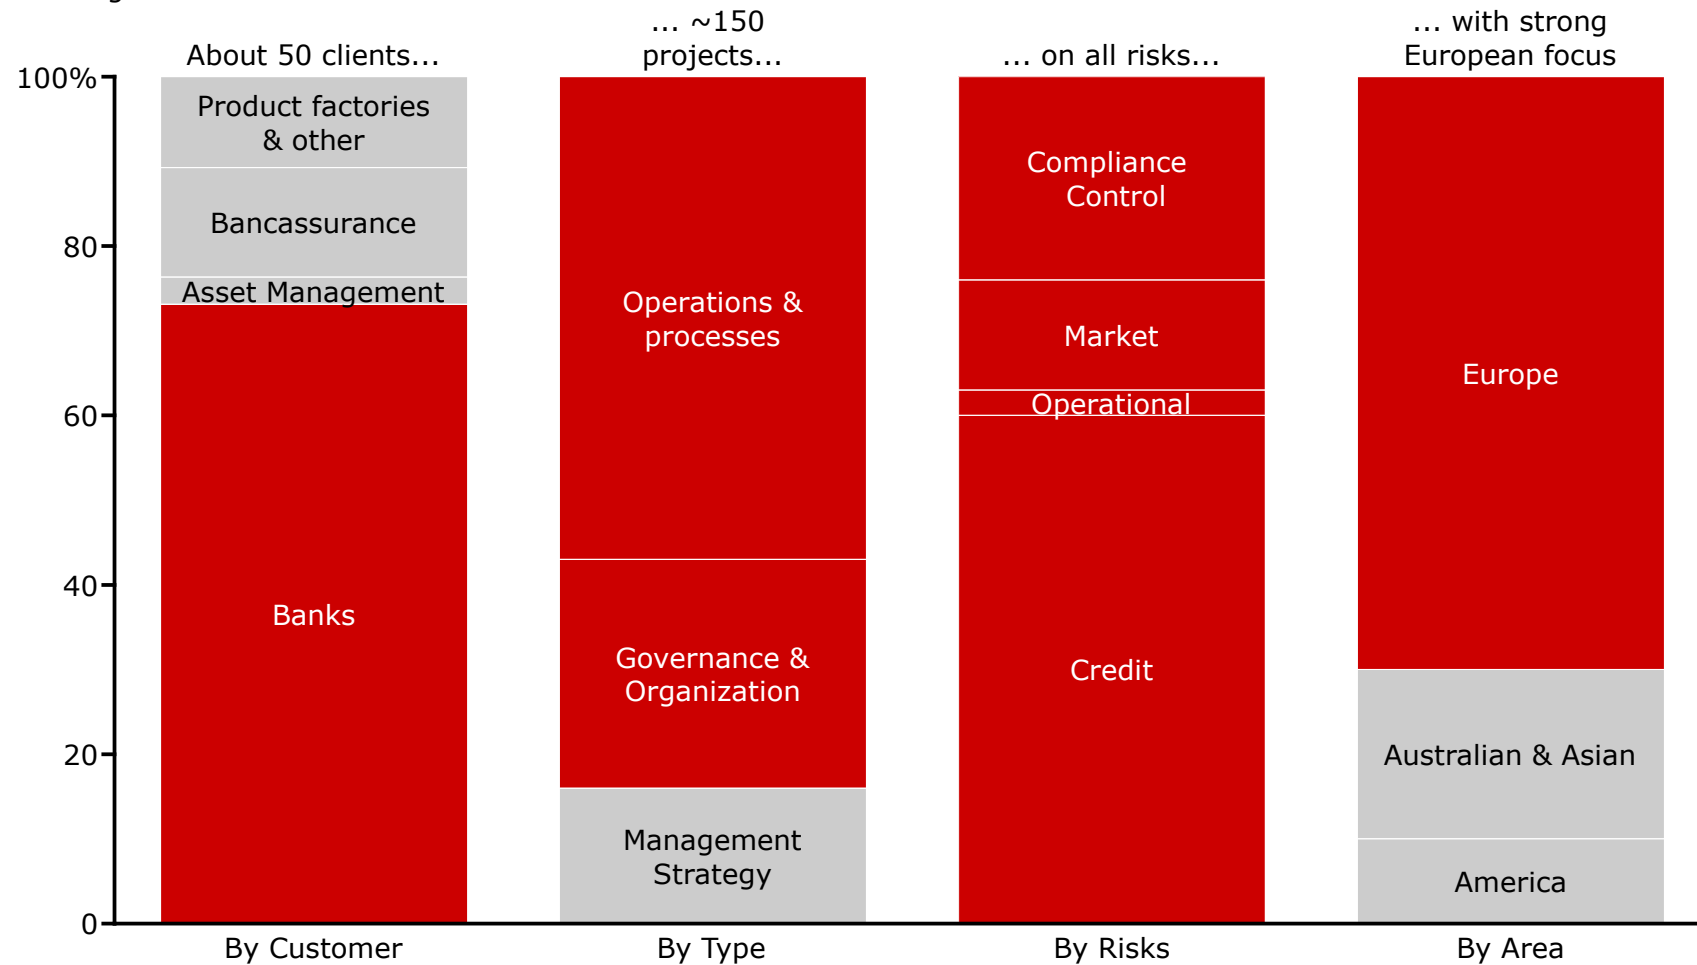 About 50 clients...
... ~150
projects...
... on all risks...
... with strong
European focus
100%
80
60
40
20
0
Product factories
& other
Bancassurance
Asset Management
Banks
Operations &
processes
Governance &
Organization
Management
Strategy
Compliance
Control
Market
Operational
Credit
Europe
Australian & Asian
America
By Customer
By Type
By Risks
By Area